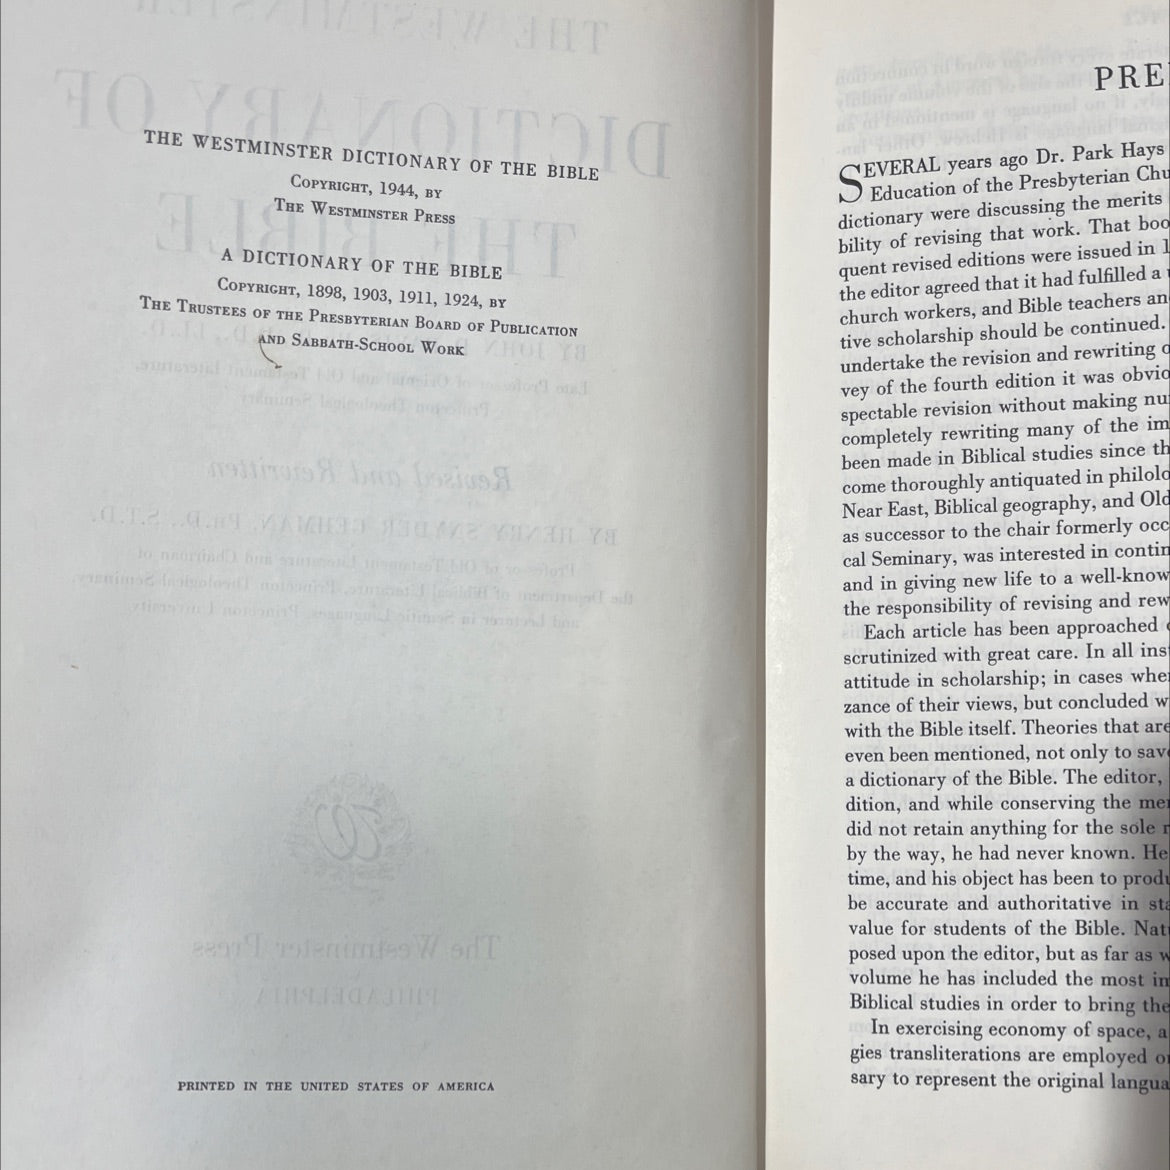 THE WESTMINSTER DICTIONARY OF THE BIBLE
COPYRIGHT, 1944, BY
THE WESTMINSTER PRESS
A DICTIONARY OF THE BIBLE
COPYRIGHT, 1898, 1903, 1911, 1924, BY
THE TRUSTEES OF THE PRESBYTERIAN BOARD OF PUBLICATION
AND SABBATH-SCHOOL WORK
PRINTED IN THE UNITED STATES OF AMERICA
PRE
SEVERAL years ago Dr. Park Hays
Education of the Presbyterian Chu
dictionary were discussing the merits
bility of revising that work. That boo
quent revised editions were issued in 1
the editor agreed that it had fulfilled a
church workers, and Bible teachers an
tive scholarship should be continued.
undertake the revision and rewriting o
vey of the fourth edition it was obvio
spectable revision without making nu
completely rewriting many of the im
been made in Biblical studies since th
come thoroughly antiquated in philolo
Near East, Biblical geography, and Old
as successor to the chair formerly occ
cal Seminary, was interested in contin
and in giving new life to a well-know
the responsibility of revising and rew
Each article has been approached
scrutinized with great care. In all ins
attitude in scholarship; in cases whe
zance of their views, but concluded w
with the Bible itself. Theories that are
even been mentioned, not only to save
a dictionary of the Bible. The editor,
dition, and while conserving the me
did not retain anything for the sole r
by the way, he had never known. He
time, and his object has been to produ
be accurate and authoritative in sta
value for students of the Bible. Nat
posed upon the editor, but as far as w
volume he has included the most im
Biblical studies in order to bring the
In exercising economy of space, a
gies transliterations are employed o
sary to represent the original langua